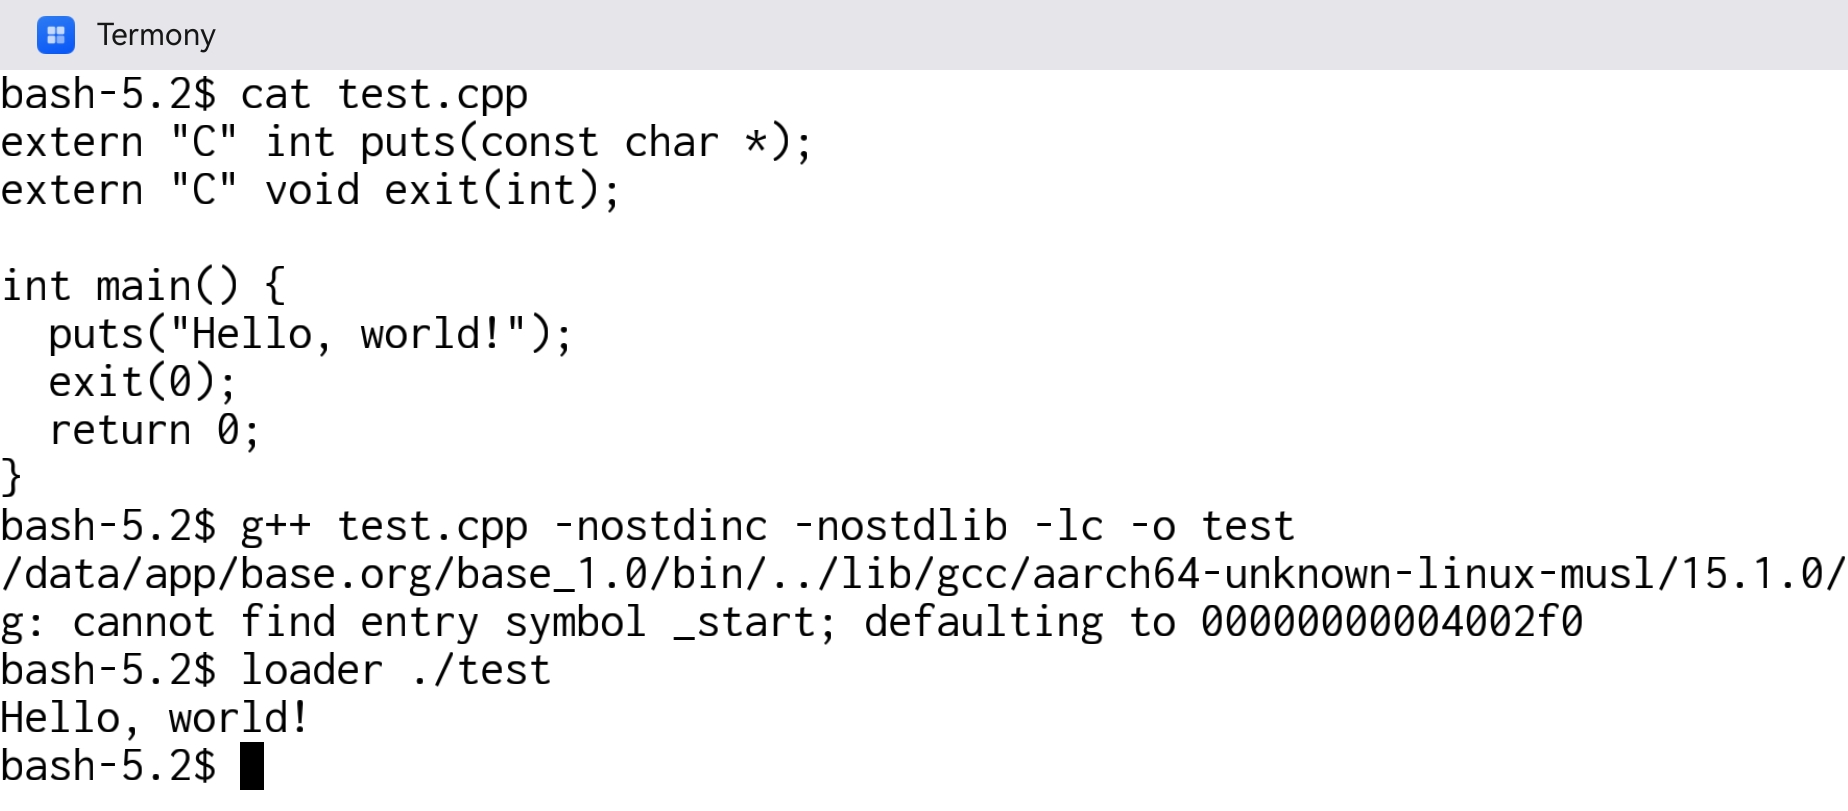 Termony
bash-5.2$ cat test.cpp
extern "C" int puts(const char *);
extern "C" void exit(int);

int main() {
  puts("Hello, world!");
  exit(0);
  return 0;
}
bash-5.2$ g++ test.cpp -nostdinc -nostdlib -lc -o test
/data/app/base.org/base_1.0/bin/../lib/gcc/aarch64-unknown-linux-musl/15.1.0/
g: cannot find entry symbol _start; defaulting to 00000000004002f0
bash-5.2$ loader ./test
Hello, world!
bash-5.2$